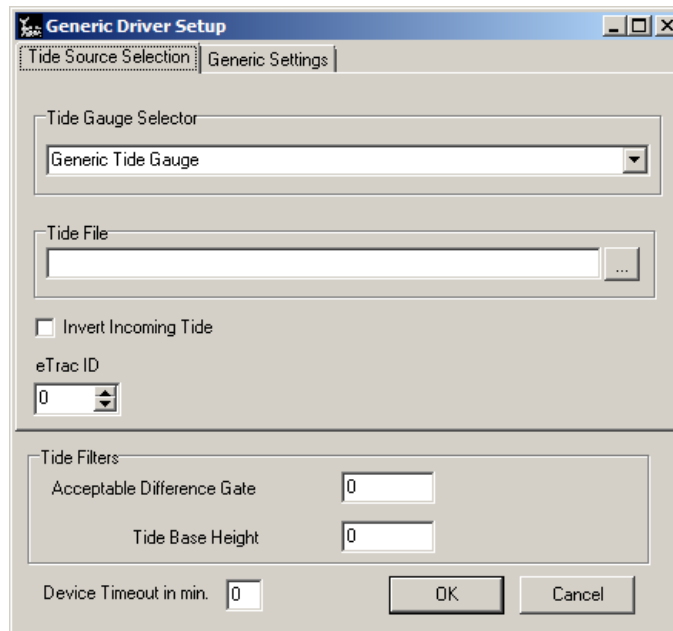 Generic Driver Setup
Tide Source Selection Generic Settings
Tide Gauge Selector
Generic Tide Gauge
Tide File
...
Invert Incoming Tide
eTrac ID
0
Tide Filters
Acceptable Difference Gate 0
Tide Base Height 0
Device Timeout in min. 0 OK Cancel